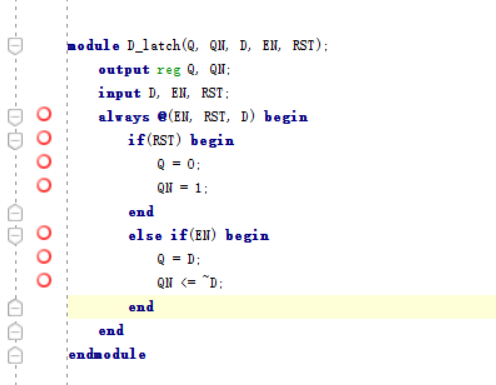 module D_latch(Q, QN, D, EN, RST);
output reg Q, QN;
input D, EN, RST;
always @(EN, RST, D) begin
if(RST) begin
Q = 0;
QN = 1;
end
else if(EN) begin
Q = D;
QN <= ~D;
end
end
endmodule